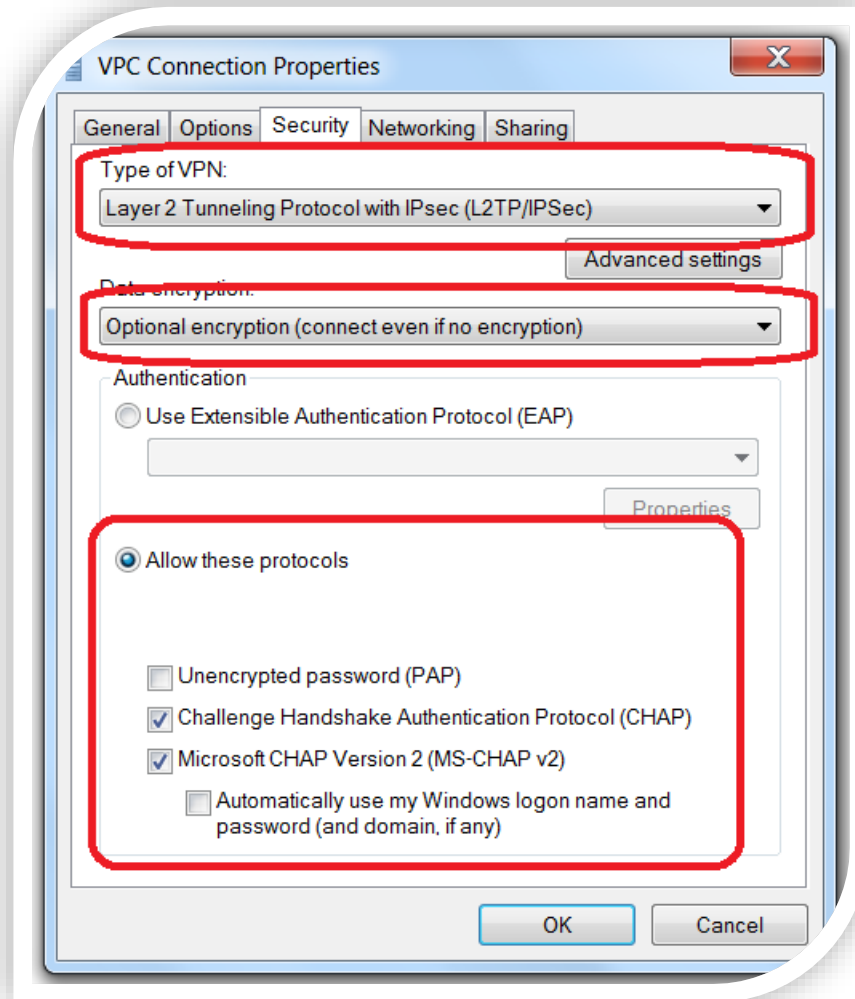 VPC Connection Properties
General Options Security Networking Sharing
Type of VPN:
Layer 2 Tunneling Protocol with IPsec (L2TP/IPSec)
Advanced settings
Data encryption:
Optional encryption (connect even if no encryption)
Authentication
Use Extensible Authentication Protocol (EAP)
Properties
Allow these protocols
Unencrypted password (PAP)
Challenge Handshake Authentication Protocol (CHAP)
Microsoft CHAP Version 2 (MS-CHAP v2)
Automatically use my Windows logon name and
password (and domain, if any)
OK Cancel